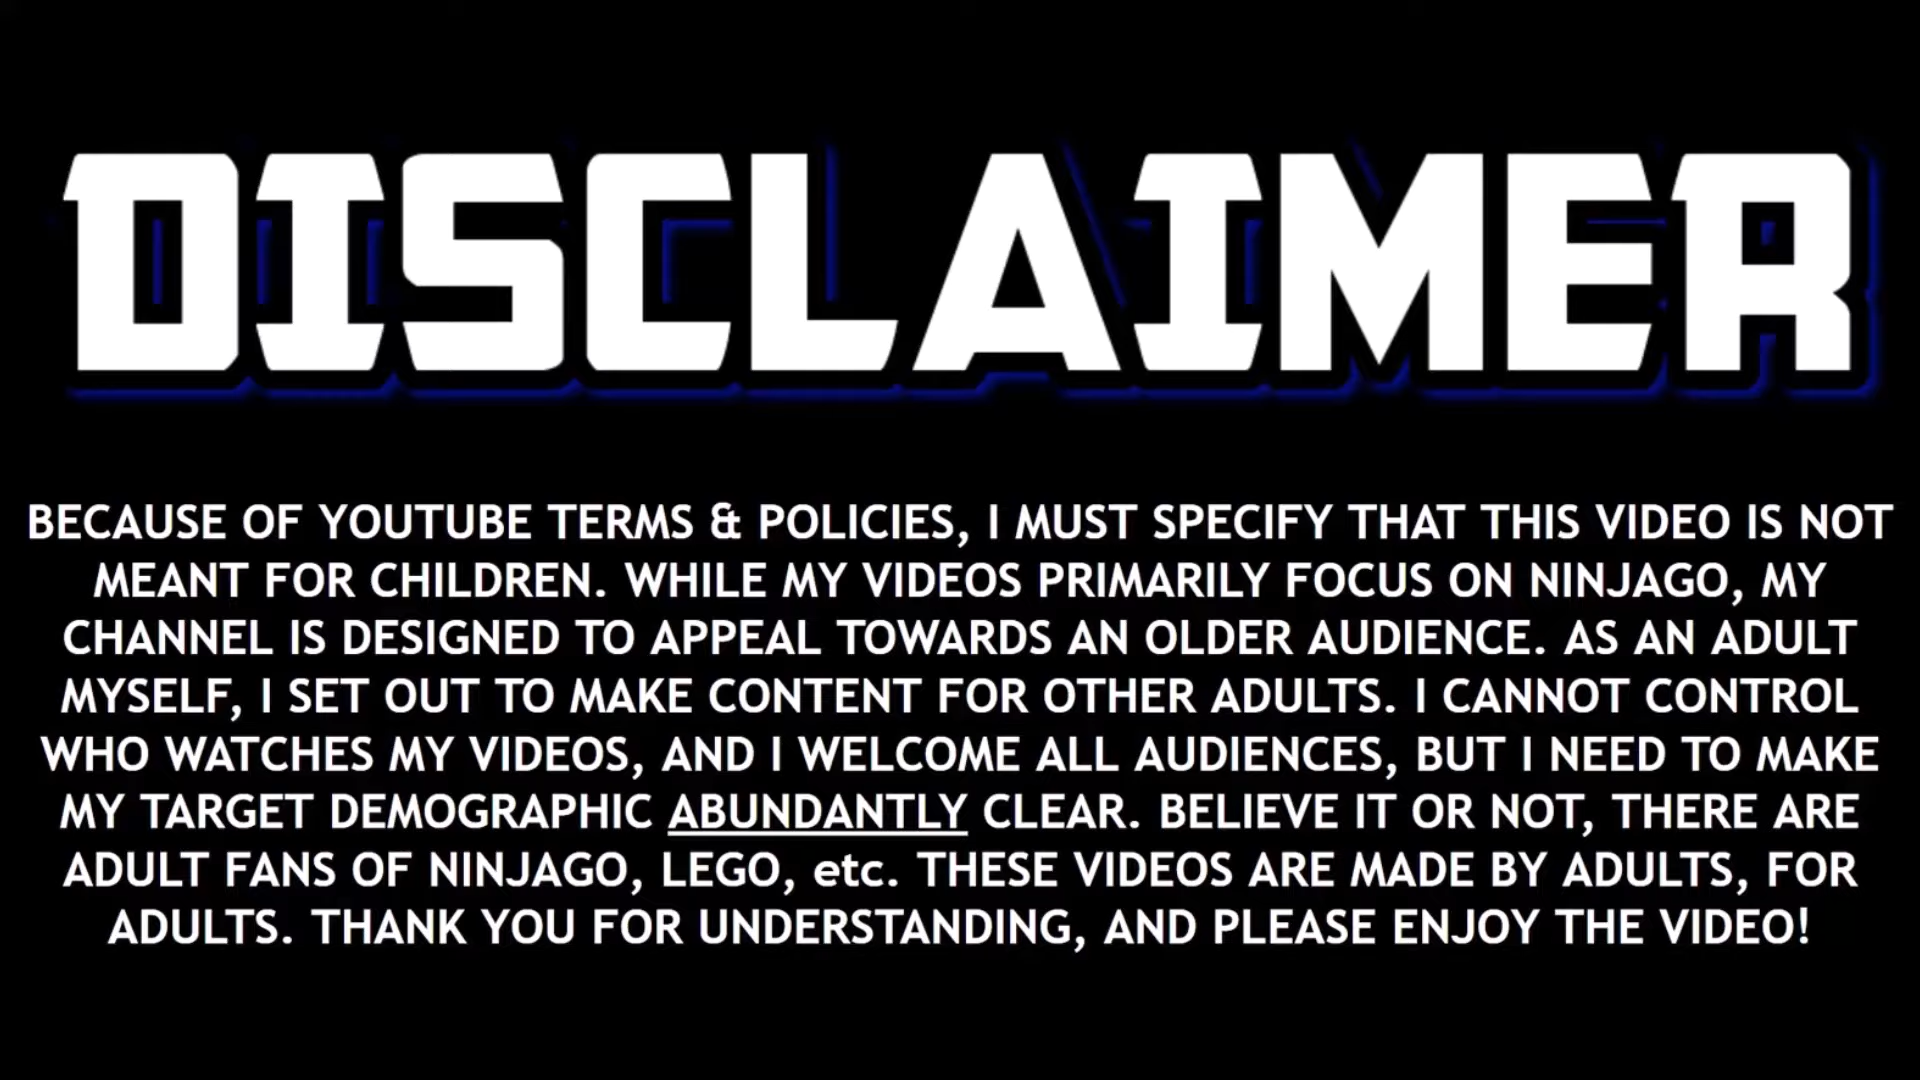 DISCLAIMER
BECAUSE OF YOUTUBE TERMS & POLICIES, I MUST SPECIFY THAT THIS VIDEO IS NOT
MEANT FOR CHILDREN. WHILE MY VIDEOS PRIMARILY FOCUS ON NINJAGO, MY
CHANNEL IS DESIGNED TO APPEAL TOWARDS AN OLDER AUDIENCE. AS AN ADULT
MYSELF, I SET OUT TO MAKE CONTENT FOR OTHER ADULTS. I CANNOT CONTROL
WHO WATCHES MY VIDEOS, AND I WELCOME ALL AUDIENCES, BUT I NEED TO MAKE
MY TARGET DEMOGRAPHIC ABUNDANTLY CLEAR. BELIEVE IT OR NOT, THERE ARE
ADULT FANS OF NINJAGO, LEGO, etc. THESE VIDEOS ARE MADE BY ADULTS, FOR
ADULTS. THANK YOU FOR UNDERSTANDING, AND PLEASE ENJOY THE VIDEO!